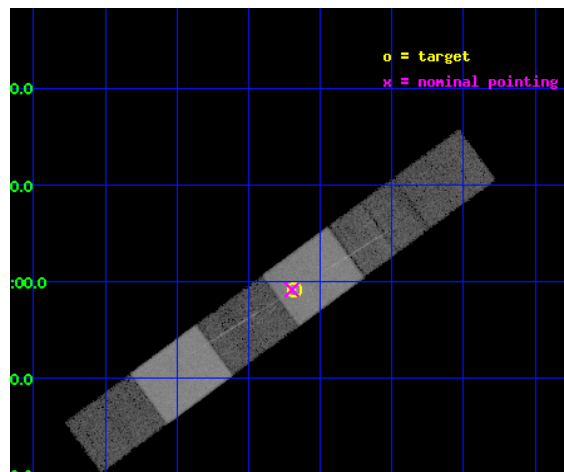 o = target
x = nominal pointing
0.0
0.0
:00.0
0.0